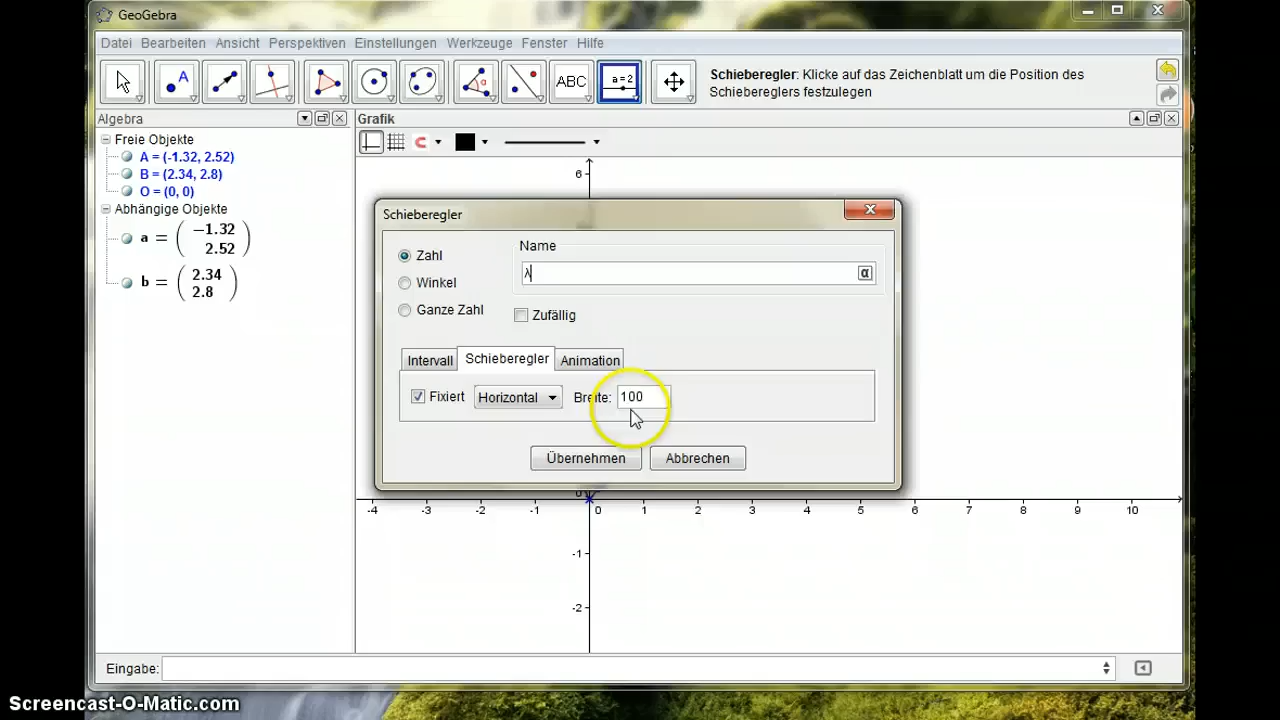 GeoGebra
Datei Bearbeiten Ansicht Perspektiven Einstellungen Werkzeuge Fenster Hilfe
A
α
ABC
a=2
Schieberegler: Klicke auf das Zeichenblatt um die Position des
Schiebereglers festzulegen
Algebra
Grafik
Freie Objekte
A = (-1.32, 2.52)
B = (2.34, 2.8)
O = (0, 0)
Abhängige Objekte
a = ( −1.32
2.52 )
b = ( 2.34
2.8 )
6
Schieberegler
Zahl
Winkel
Ganze Zahl
Name
λ
α
Zufällig
Intervall Schieberegler Animation
Fixiert Horizontal Breite: 100
Übernehmen Abbrechen
0
-4 -3 -2 -1 0 1 2 3 4 5 6 7 8 9 10
-1
-2
Eingabe:
Screencast-O-Matic.com